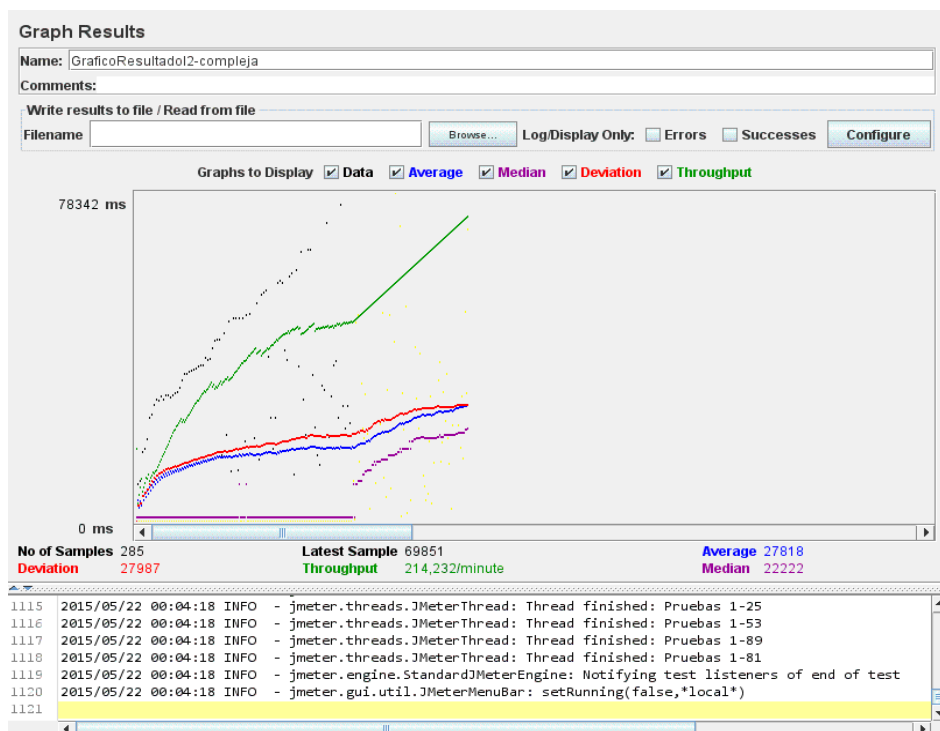 Graph Results
Name: GraficoResultadoI2-compleja
Comments:
Write results to file / Read from file
Filename Browse... Log/Display Only: Errors Successes Configure
Graphs to Display Data Average Median Deviation Throughput
78342 ms
0 ms
No of Samples 285 Latest Sample 69851 Average 27818
Deviation 27987 Throughput 214,232/minute Median 22222
1115 2015/05/22 00:04:18 INFO - jmeter.threads.JMeterThread: Thread finished: Pruebas 1-25
1116 2015/05/22 00:04:18 INFO - jmeter.threads.JMeterThread: Thread finished: Pruebas 1-53
1117 2015/05/22 00:04:18 INFO - jmeter.threads.JMeterThread: Thread finished: Pruebas 1-89
1118 2015/05/22 00:04:18 INFO - jmeter.threads.JMeterThread: Thread finished: Pruebas 1-81
1119 2015/05/22 00:04:18 INFO - jmeter.engine.StandardJMeterEngine: Notifying test listeners of end of test
1120 2015/05/22 00:04:18 INFO - jmeter.gui.util.JMeterMenuBar: setRunning(false,*local*)
1121